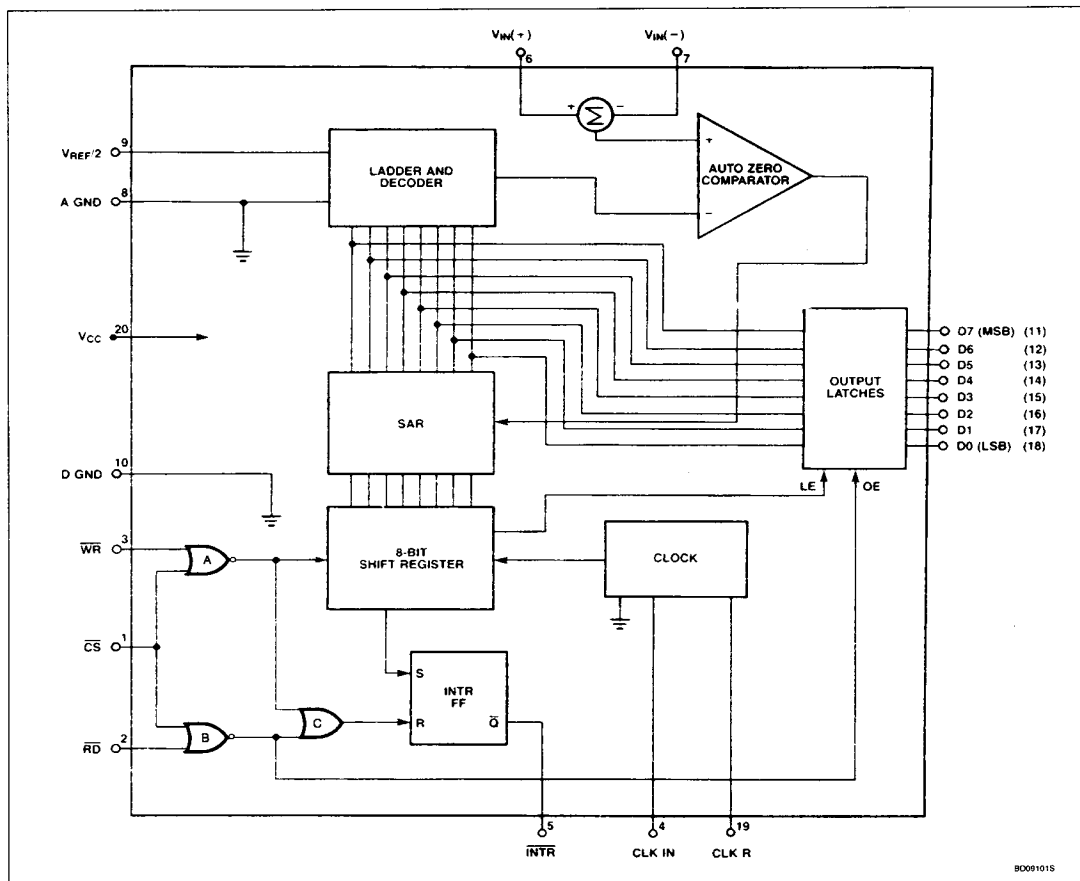 VIN(+)
VIN(−)
6
7
+
Σ
−
9
VREF/2
8
A GND
LADDER AND
DECODER
+
AUTO ZERO
COMPARATOR
−
20
VCC
SAR
OUTPUT
LATCHES
D7 (MSB) (11)
D6 (12)
D5 (13)
D4 (14)
D3 (15)
D2 (16)
D1 (17)
D0 (LSB) (18)
LE
OE
10
D GND
3
WR
A
8-BIT
SHIFT REGISTER
CLOCK
1
CS
S
INTR
FF
R
Q
C
B
2
RD
5
INTR
4
CLK IN
19
CLK R
BD09101S